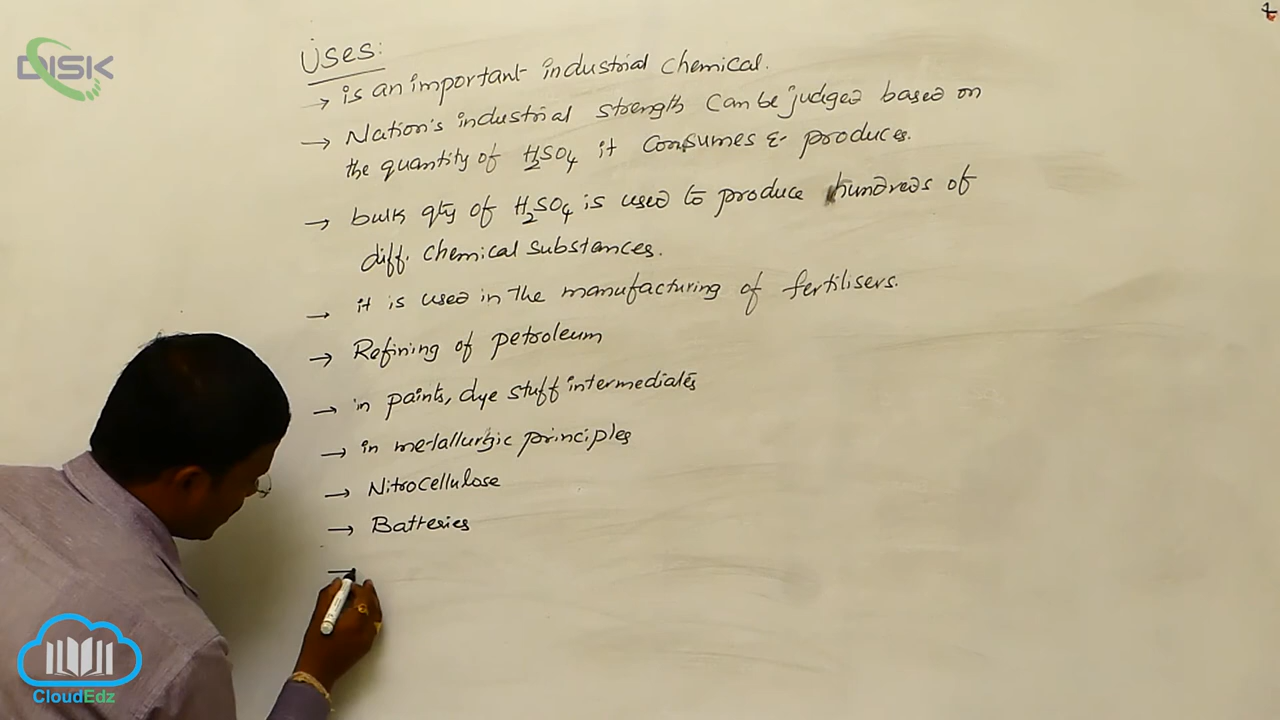 DISK
Uses:
→ is an important industrial chemical.
→ Nation's industrial strength can be judged based on
the quantity of H₂SO₄ it consumes & produces.
→ bulk qty of H₂SO₄ is used to produce hundreds of
diff. chemical substances.
→ it is used in the manufacturing of fertilisers.
→ Refining of petroleum
→ in paints, dye stuff intermediates
→ in metallurgic principles
→ Nitrocellulose
→ Batteries
CloudEdz